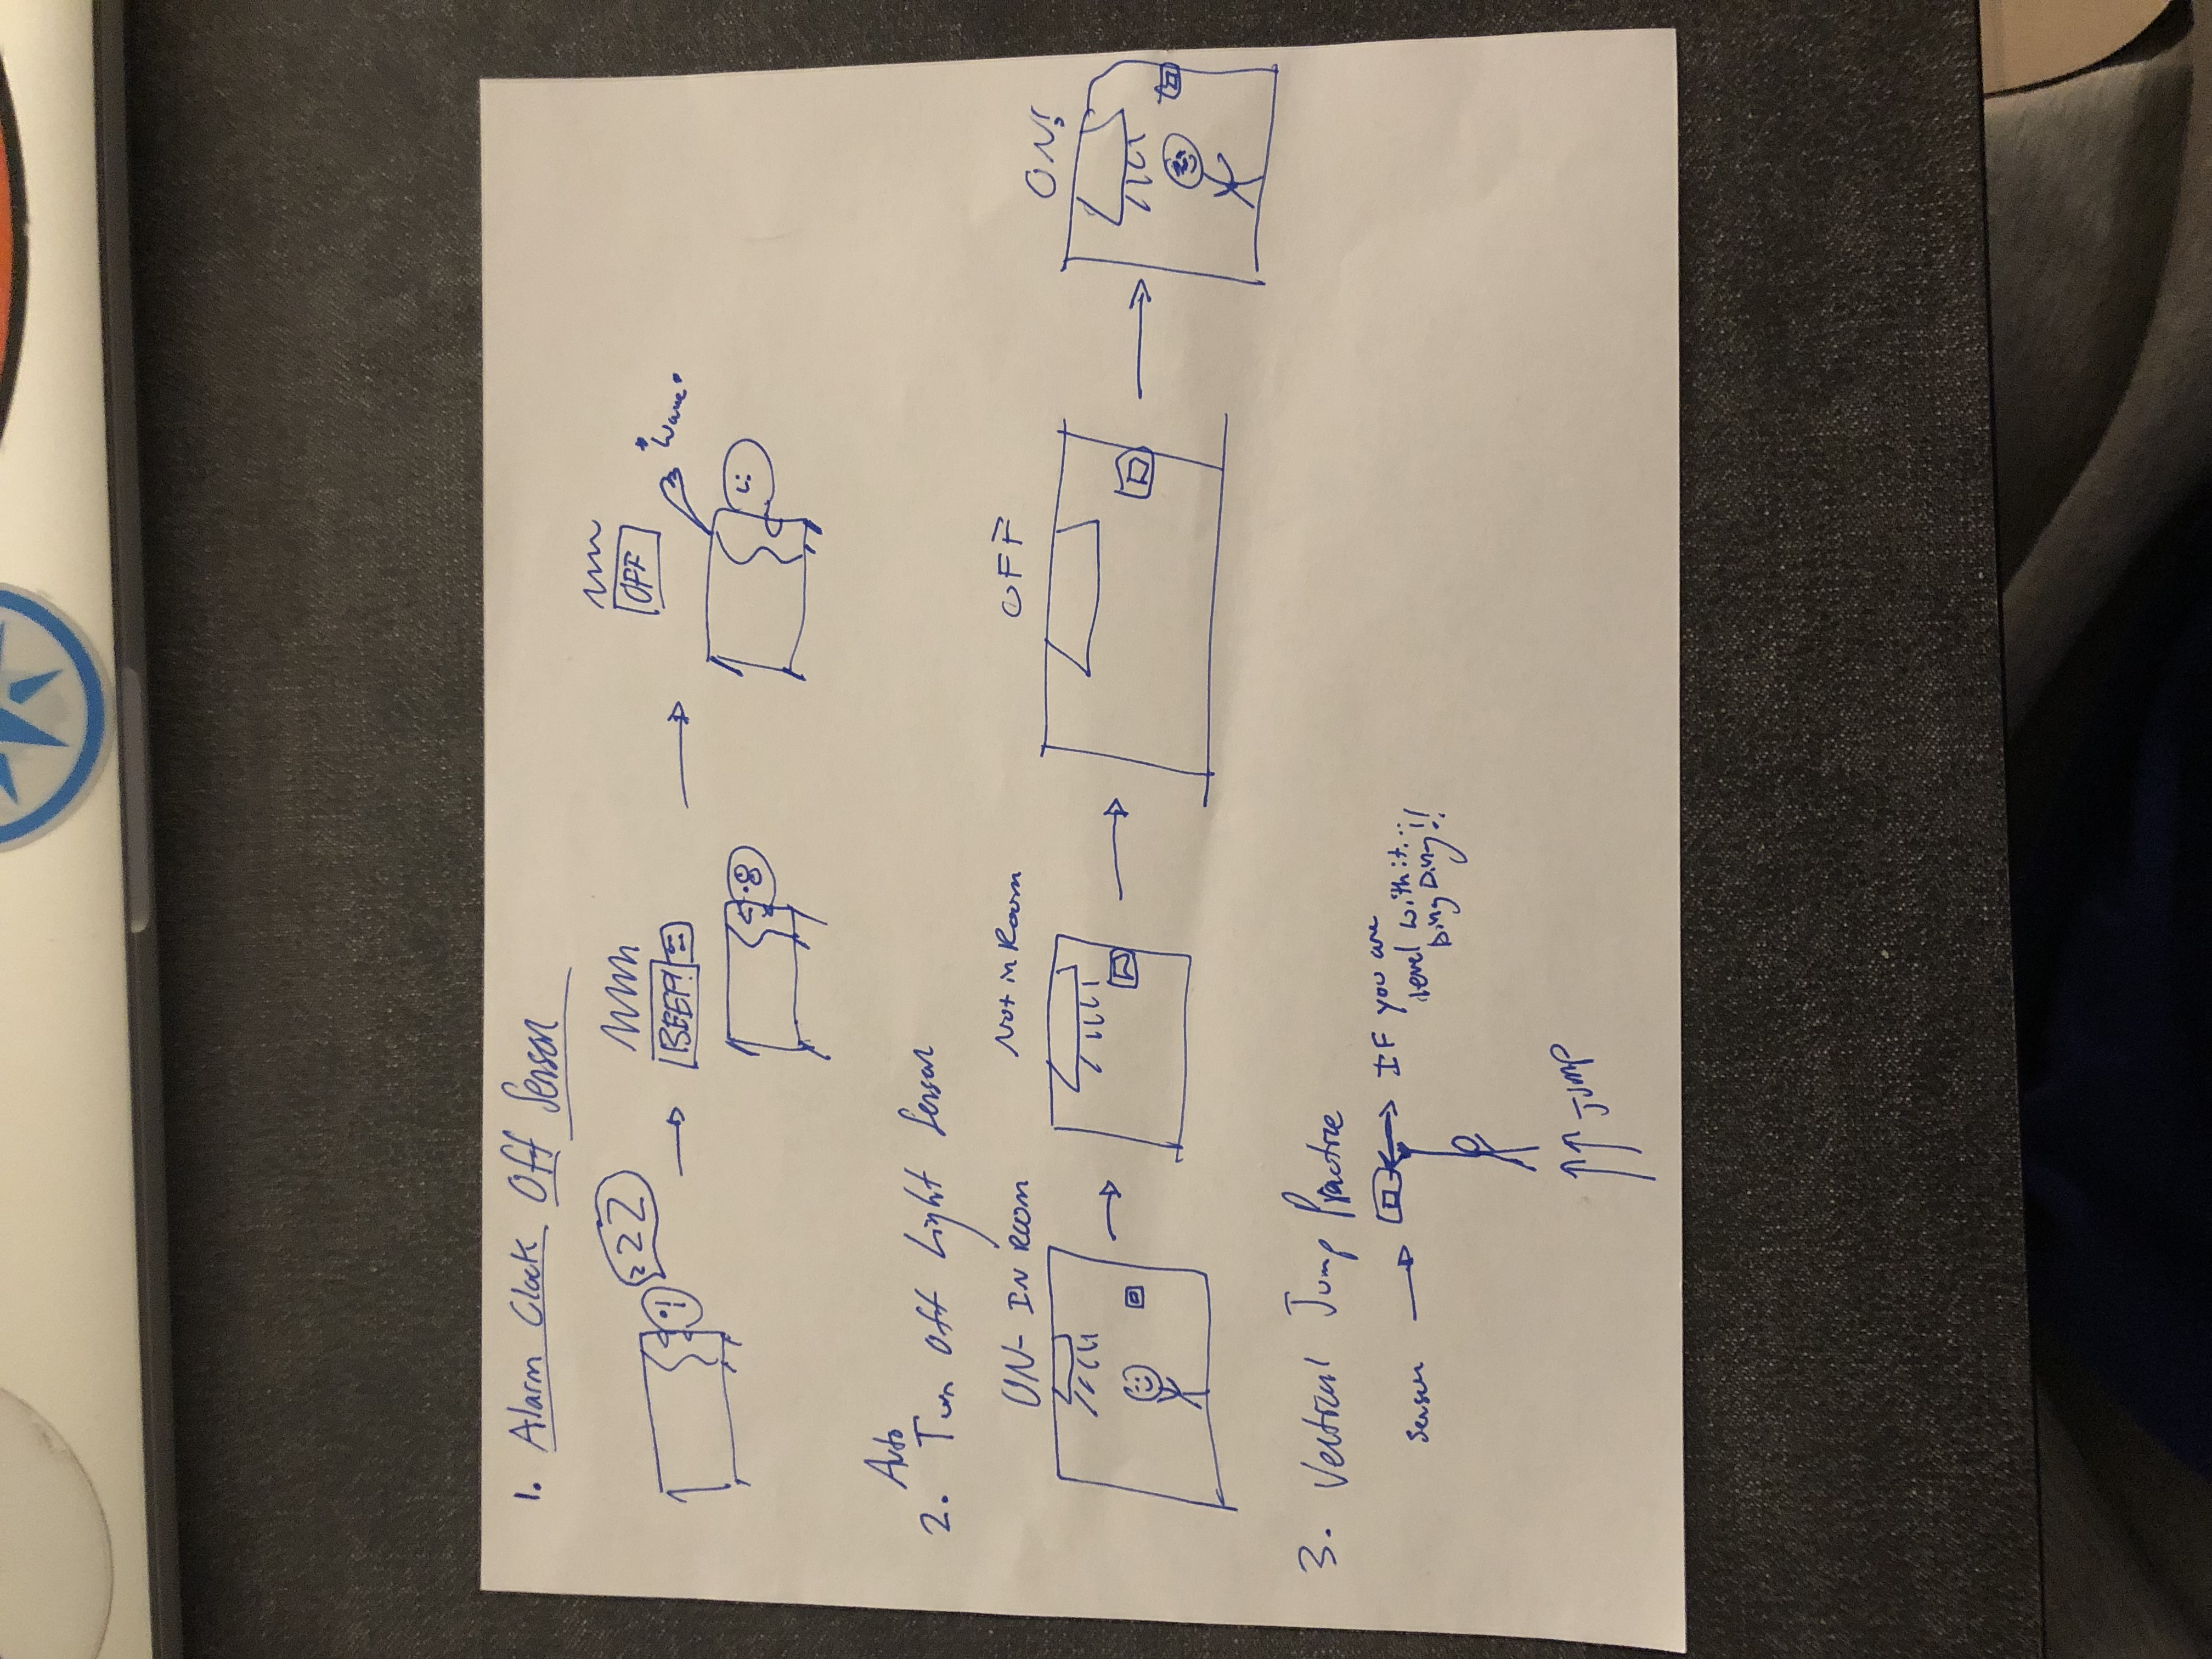 1. Alarm Clock Off Sensor
zzZ
BEEP!
OFF
*Wave*
Auto
2. Turn Off Light Sensor
ON- IN ROOM
Not in Room
OFF
ON!
3. Vertical Jump Practice
Sensor
IF you are
level with it...
Ding Ding!!
Jump